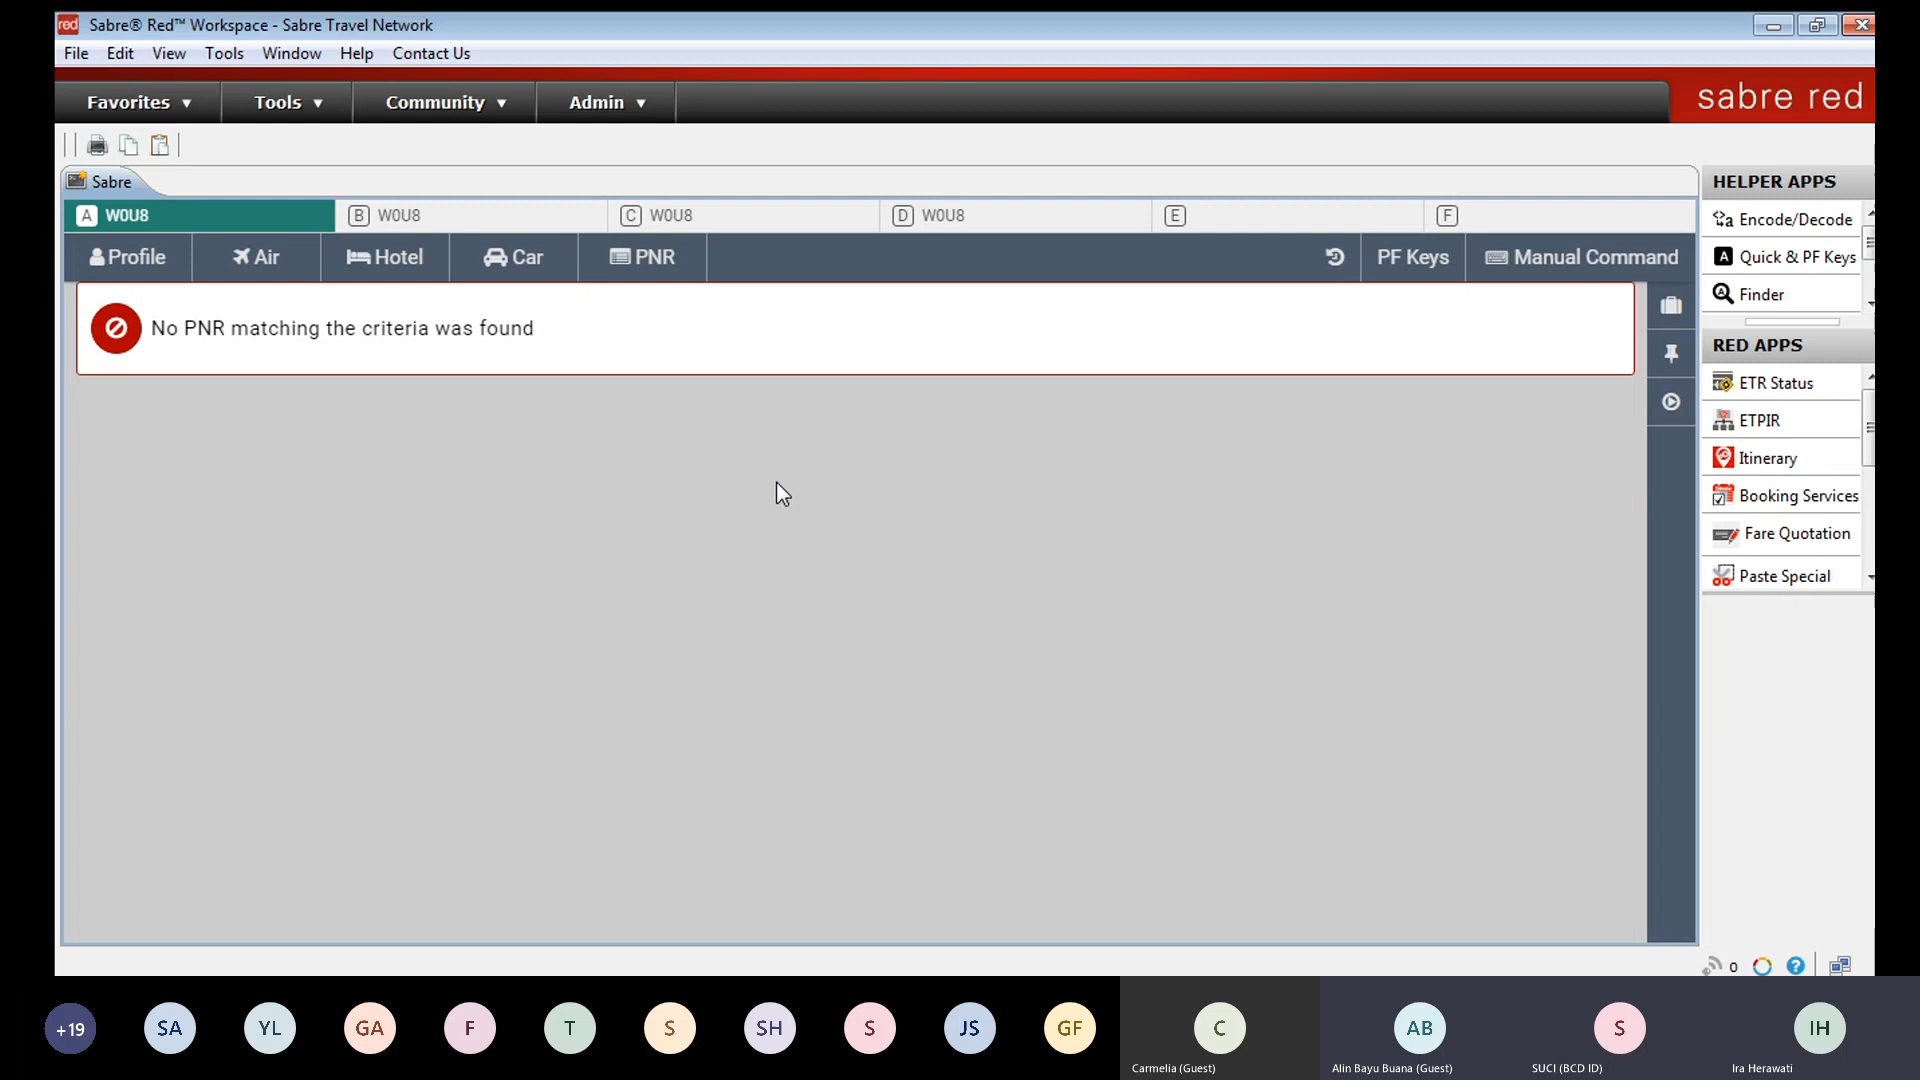 red Sabre® Red™ Workspace - Sabre Travel Network
File Edit View Tools Window Help Contact Us
Favorites ▼ Tools ▼ Community ▼ Admin ▼ sabre red
Sabre
A W0U8 B W0U8 C W0U8 D W0U8 E F
Profile Air Hotel Car PNR PF Keys Manual Command
No PNR matching the criteria was found
HELPER APPS
Encode/Decode
A Quick & PF Keys
Finder
RED APPS
ETR Status
ETPIR
Itinerary
Booking Services
Fare Quotation
Paste Special
0 ?
+19 SA YL GA F T S SH S JS GF C AB S IH
Carmelia (Guest) Alin Bayu Buana (Guest) SUCI (BCD ID) Ira Herawati